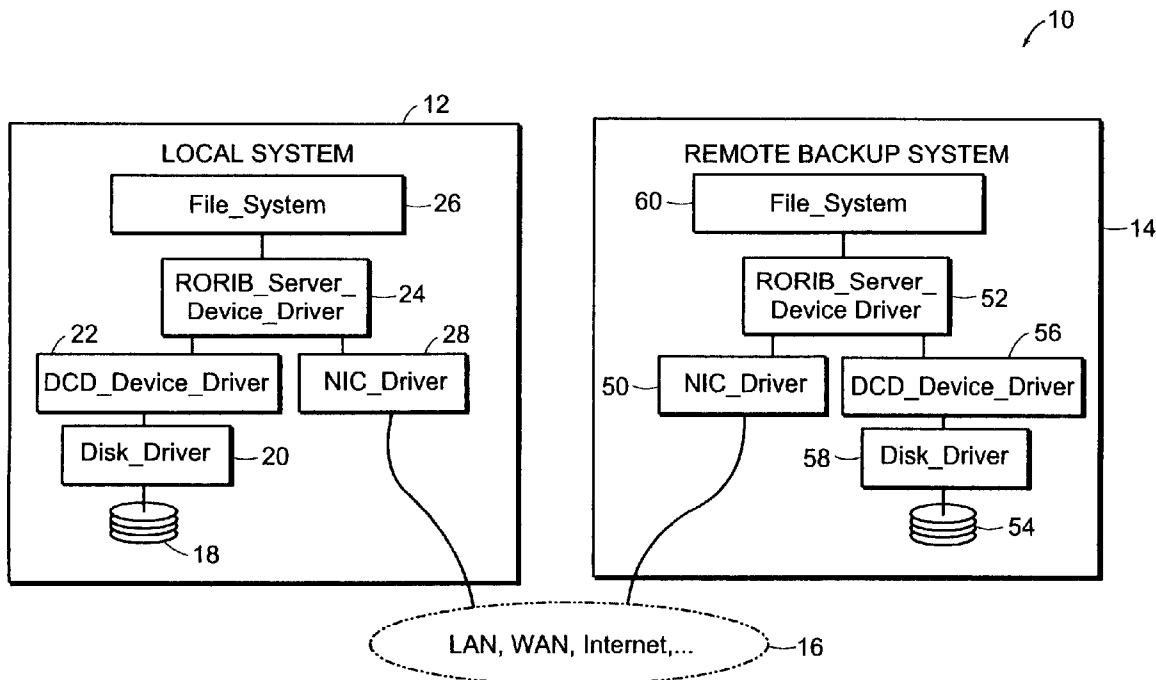 10
12
LOCAL SYSTEM
File_System
26
RORIB_Server_
Device_Driver
24
22
28
DCD_Device_Driver
NIC_Driver
Disk_Driver
20
18
REMOTE BACKUP SYSTEM
60
File_System
14
RORIB_Server_
Device Driver
52
56
50
NIC_Driver
DCD_Device_Driver
58
Disk_Driver
54
LAN, WAN, Internet,...
16